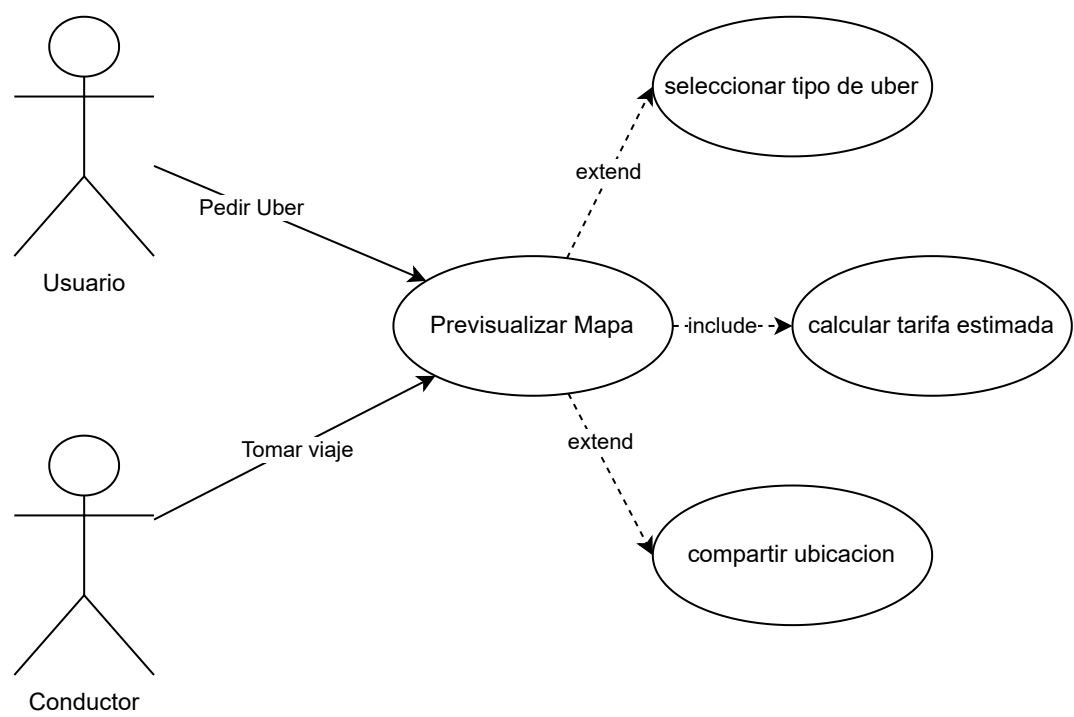 seleccionar tipo de uber
extend
Pedir Uber
Usuario
Previsualizar Mapa
include
calcular tarifa estimada
extend
Tomar viaje
compartir ubicacion
Conductor